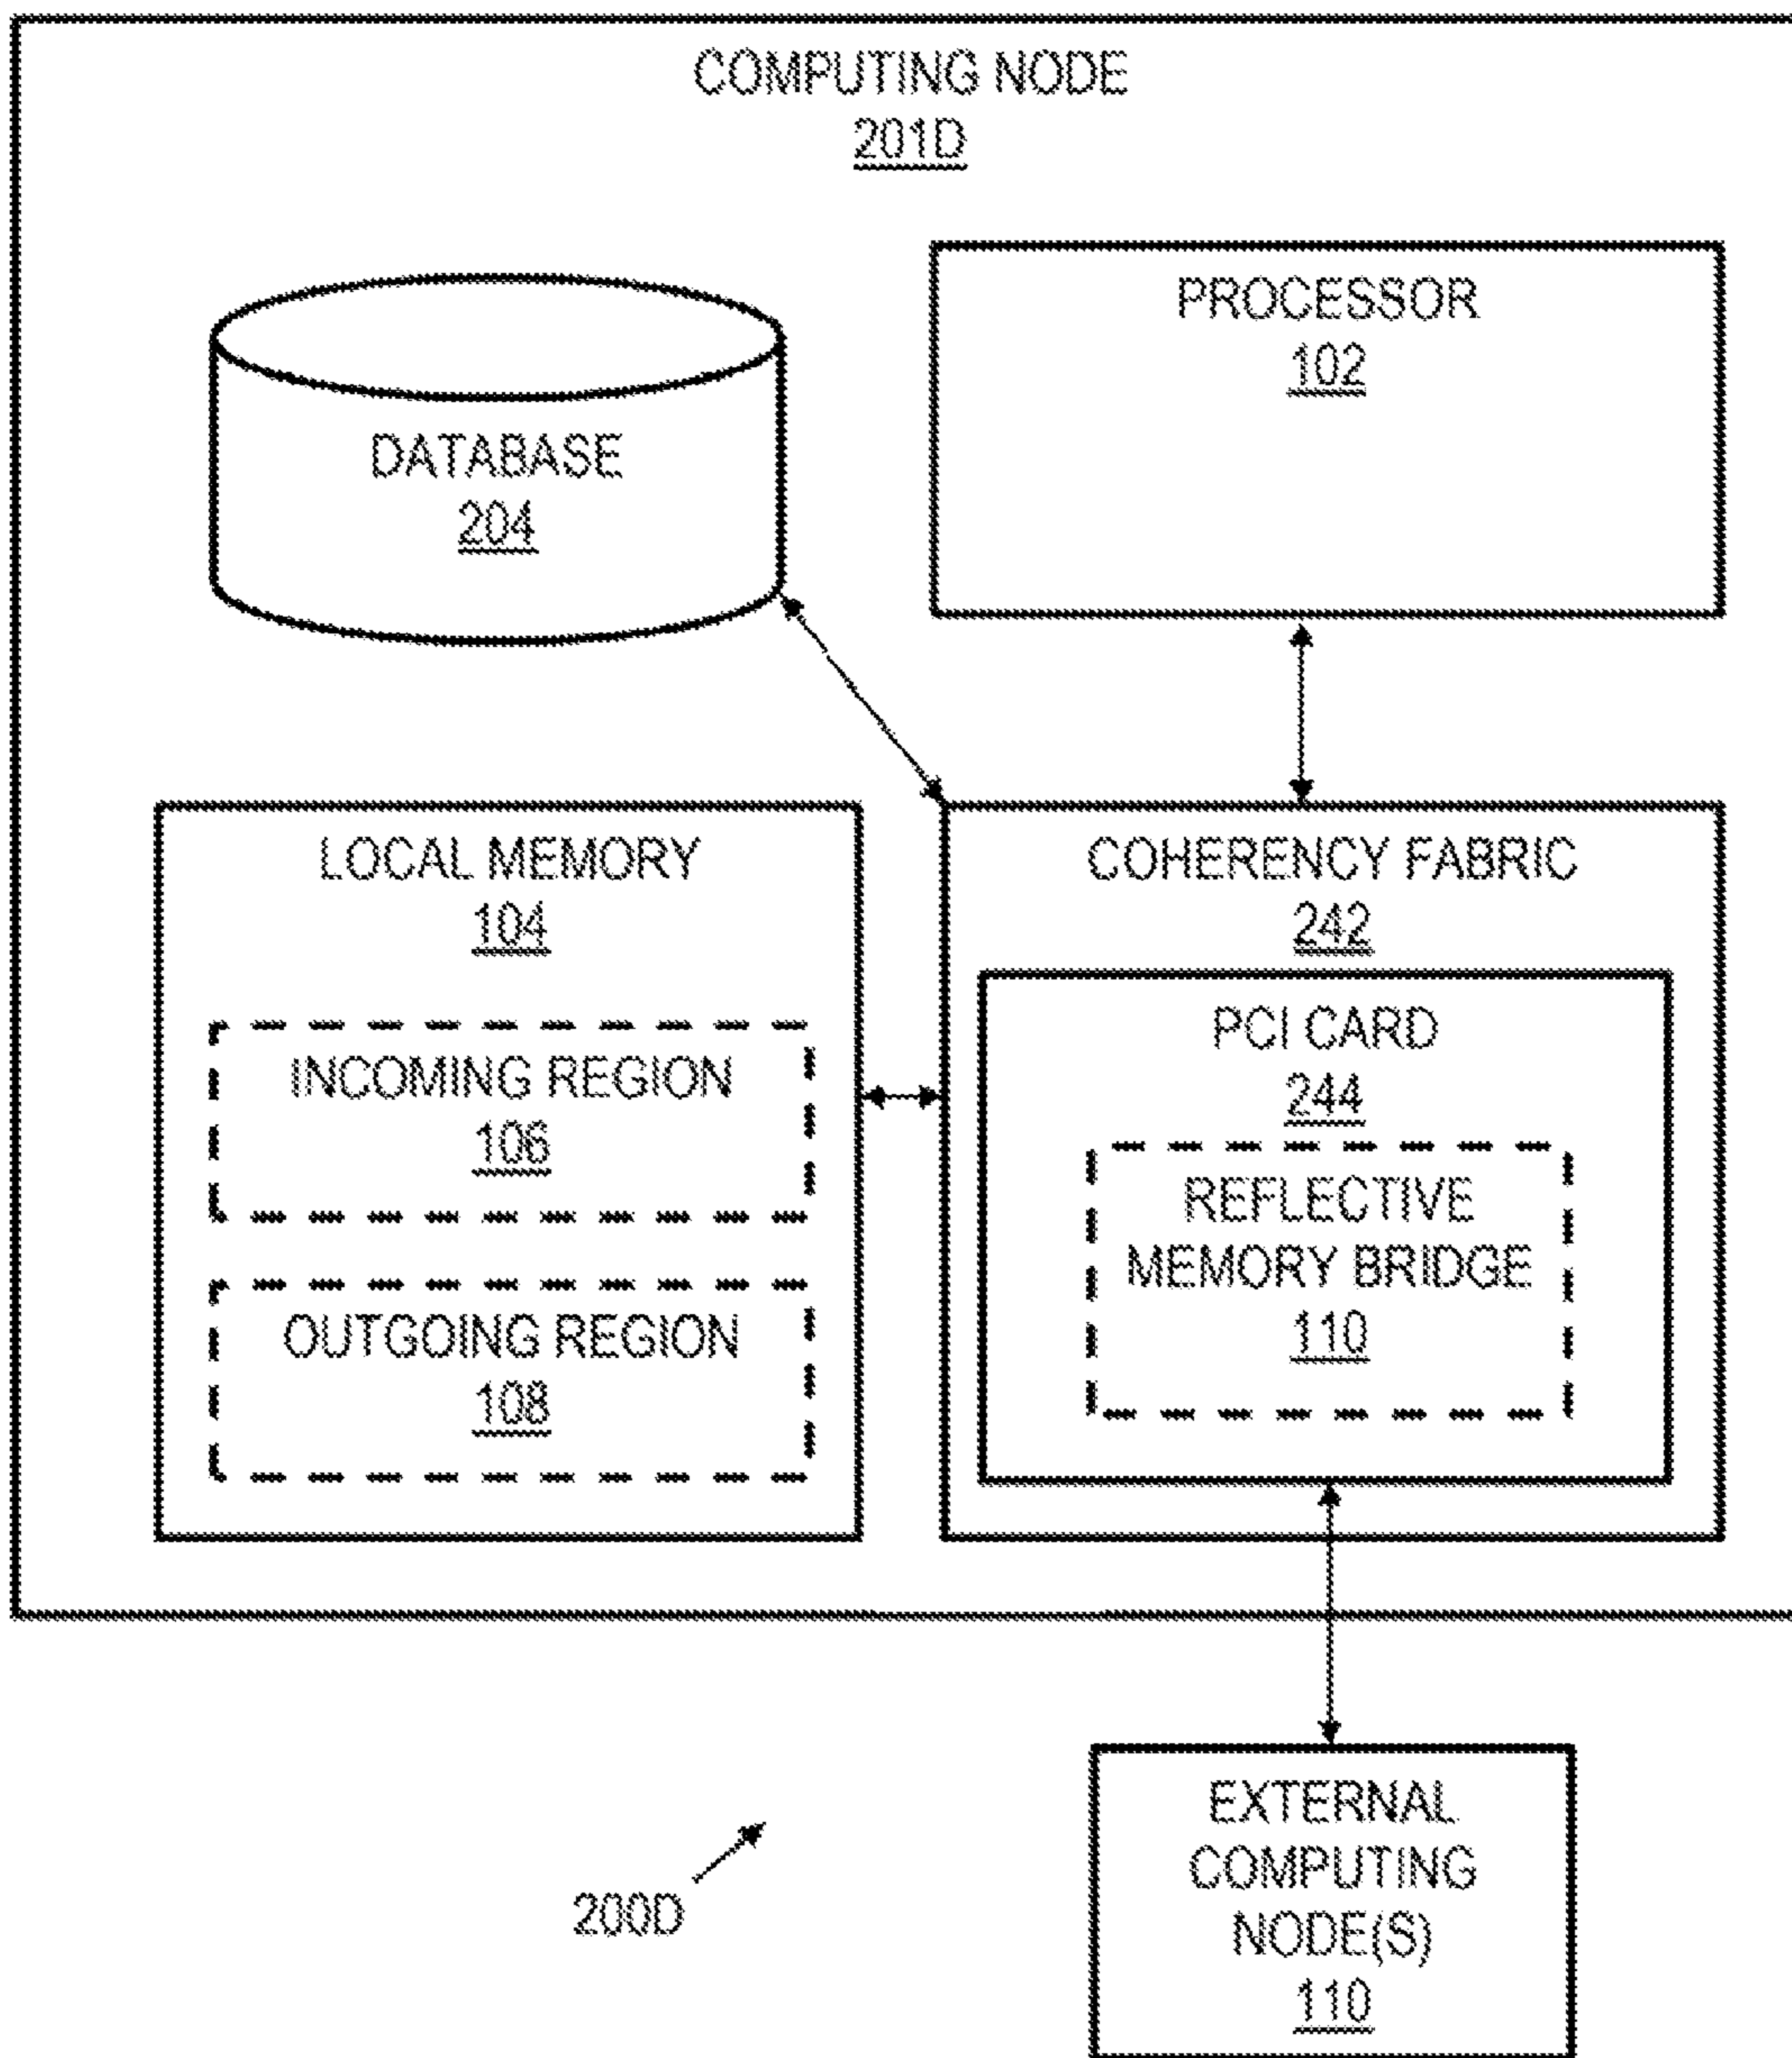 COMPUTING NODE
201D
DATABASE
204
PROCESSOR
102
LOCAL MEMORY
104
INCOMING REGION
106
OUTGOING REGION
108
COHERENCY FABRIC
242
PCI CARD
244
REFLECTIVE
MEMORY BRIDGE
110
200D
EXTERNAL
COMPUTING
NODE(S)
110